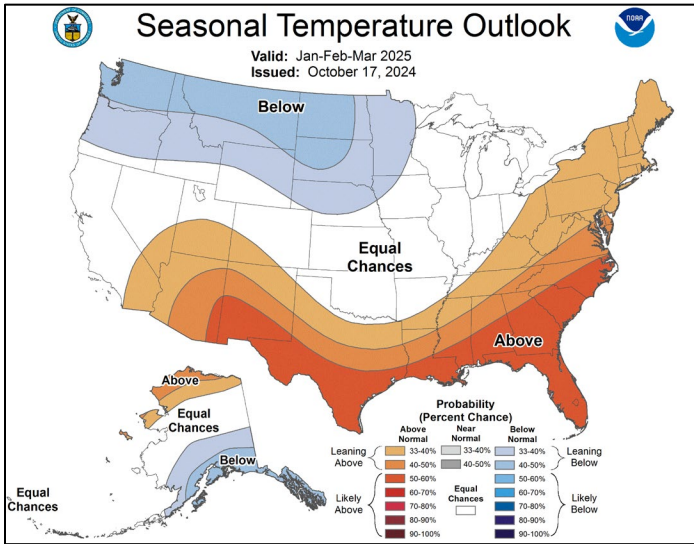 Seasonal Temperature Outlook
NOAA
Valid: Jan-Feb-Mar 2025
Issued: October 17, 2024
Below
Equal
Chances
Above
Above
Equal
Chances
Below
Equal
Chances
Probability
(Percent Chance)
Above
Normal
Near
Normal
Below
Normal
Leaning
Above
33-40%
40-50%
33-40%
40-50%
33-40%
40-50%
Leaning
Below
Likely
Above
50-60%
60-70%
70-80%
80-90%
90-100%
Equal
Chances
50-60%
60-70%
70-80%
80-90%
90-100%
Likely
Below